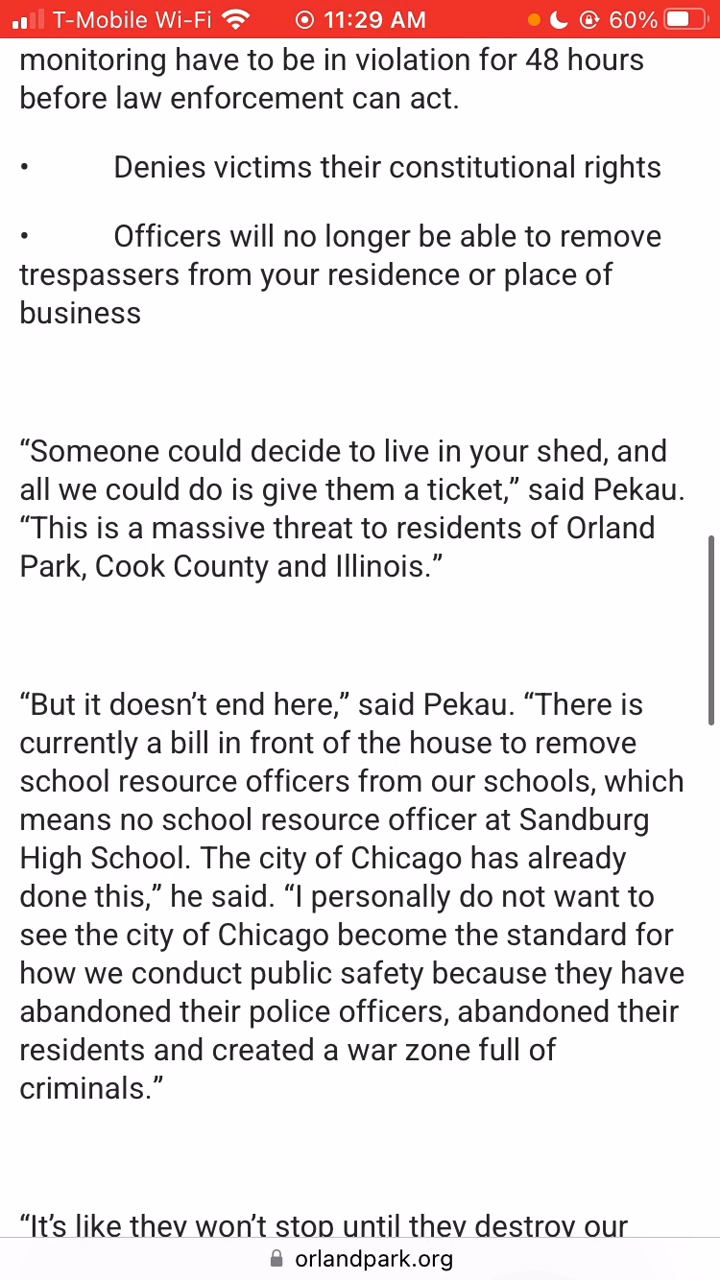 T-Mobile Wi-Fi 11:29 AM 60%
monitoring have to be in violation for 48 hours
before law enforcement can act.
• Denies victims their constitutional rights
• Officers will no longer be able to remove
trespassers from your residence or place of
business
“Someone could decide to live in your shed, and
all we could do is give them a ticket,” said Pekau.
“This is a massive threat to residents of Orland
Park, Cook County and Illinois.”
“But it doesn’t end here,” said Pekau. “There is
currently a bill in front of the house to remove
school resource officers from our schools, which
means no school resource officer at Sandburg
High School. The city of Chicago has already
done this,” he said. “I personally do not want to
see the city of Chicago become the standard for
how we conduct public safety because they have
abandoned their police officers, abandoned their
residents and created a war zone full of
criminals.”
“It’s like they won’t stop until they destroy our
orlandpark.org